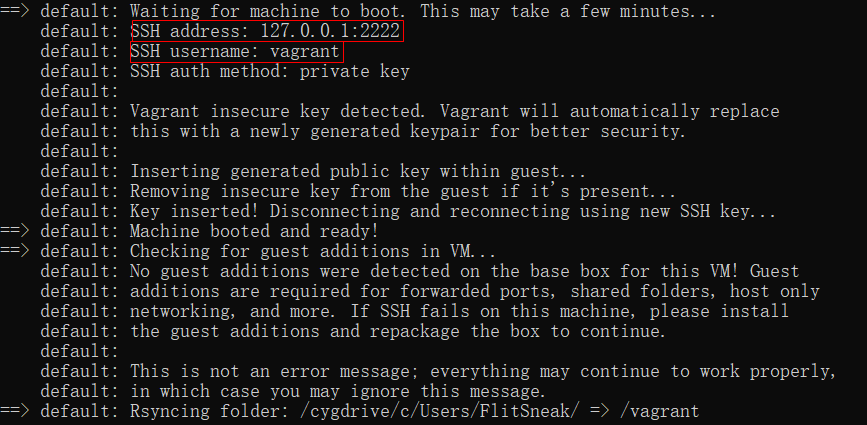 ==> default: Waiting for machine to boot. This may take a few minutes...
    default: SSH address: 127.0.0.1:2222
    default: SSH username: vagrant
    default: SSH auth method: private key
    default:
    default: Vagrant insecure key detected. Vagrant will automatically replace
    default: this with a newly generated keypair for better security.
    default:
    default: Inserting generated public key within guest...
    default: Removing insecure key from the guest if it's present...
    default: Key inserted! Disconnecting and reconnecting using new SSH key...
==> default: Machine booted and ready!
==> default: Checking for guest additions in VM...
    default: No guest additions were detected on the base box for this VM! Guest
    default: additions are required for forwarded ports, shared folders, host only
    default: networking, and more. If SSH fails on this machine, please install
    default: the guest additions and repackage the box to continue.
    default:
    default: This is not an error message; everything may continue to work properly,
    default: in which case you may ignore this message.
==> default: Rsyncing folder: /cygdrive/c/Users/FlitSneak/ => /vagrant